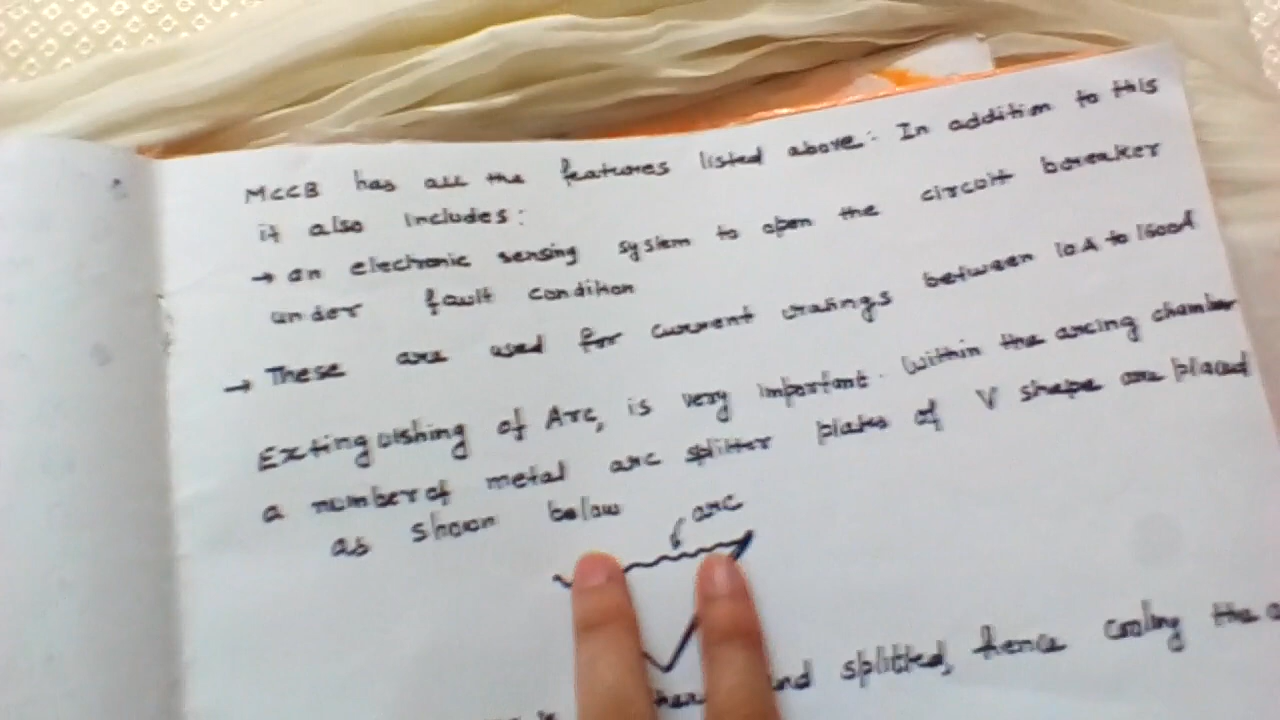 MCCB has all the features listed above. In addition to this
it also includes:
→ an electronic sensing system to open the circuit breaker
under fault condition
→ These are used for current ratings between 10A to 1600A
Extinguishing of Arc, is very important. Within the arcing chamber
a number of metal arc splitter plates of V shape are placed
as shown below
arc
and splitted, hence cooling the